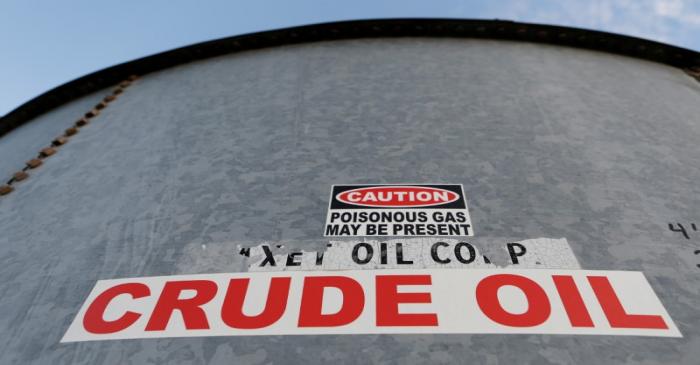 CAUTION
POISONOUS GAS
MAY BE PRESENT
OIL
CRUDE OIL